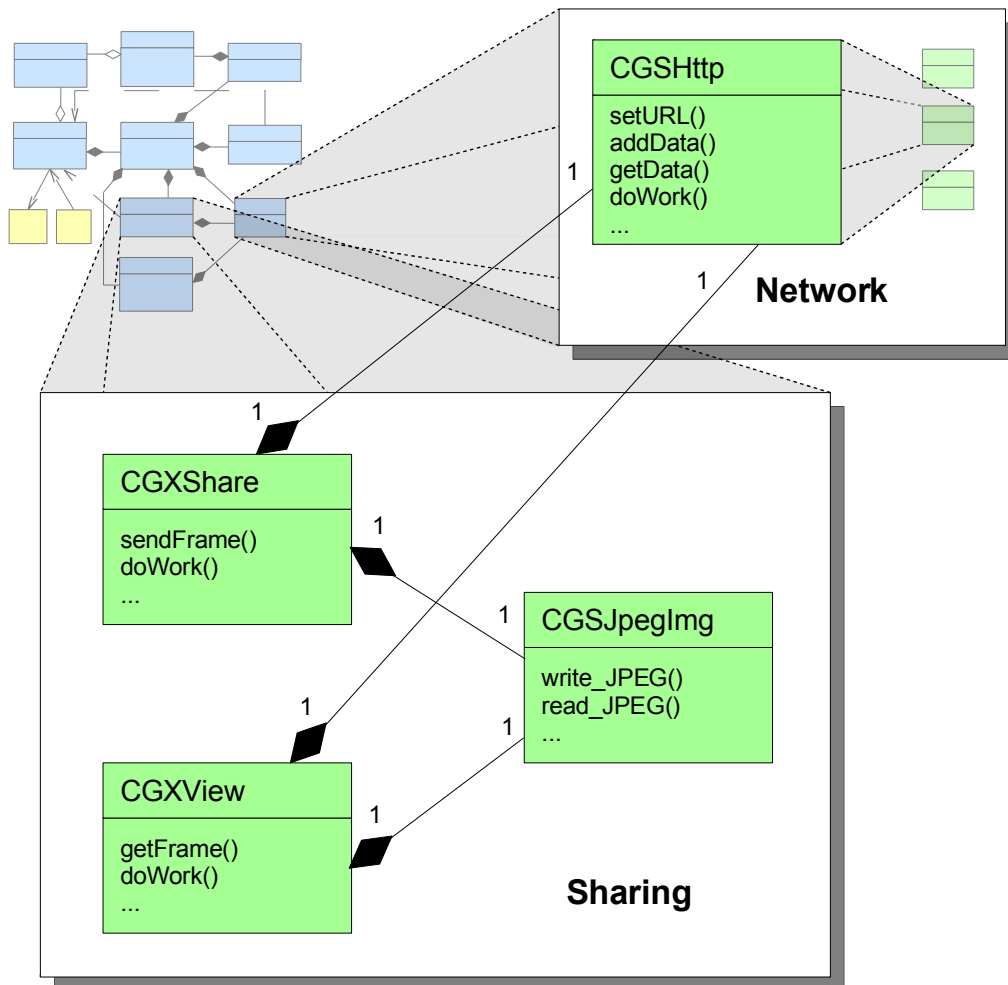 CGSHttp
setURL()
addData()
getData()
doWork()
...
1
1
Network
1
CGXShare
sendFrame()
doWork()
...
1
1
CGSJpegImg
write_JPEG()
read_JPEG()
...
1
1
CGXView
getFrame()
doWork()
...
1
Sharing